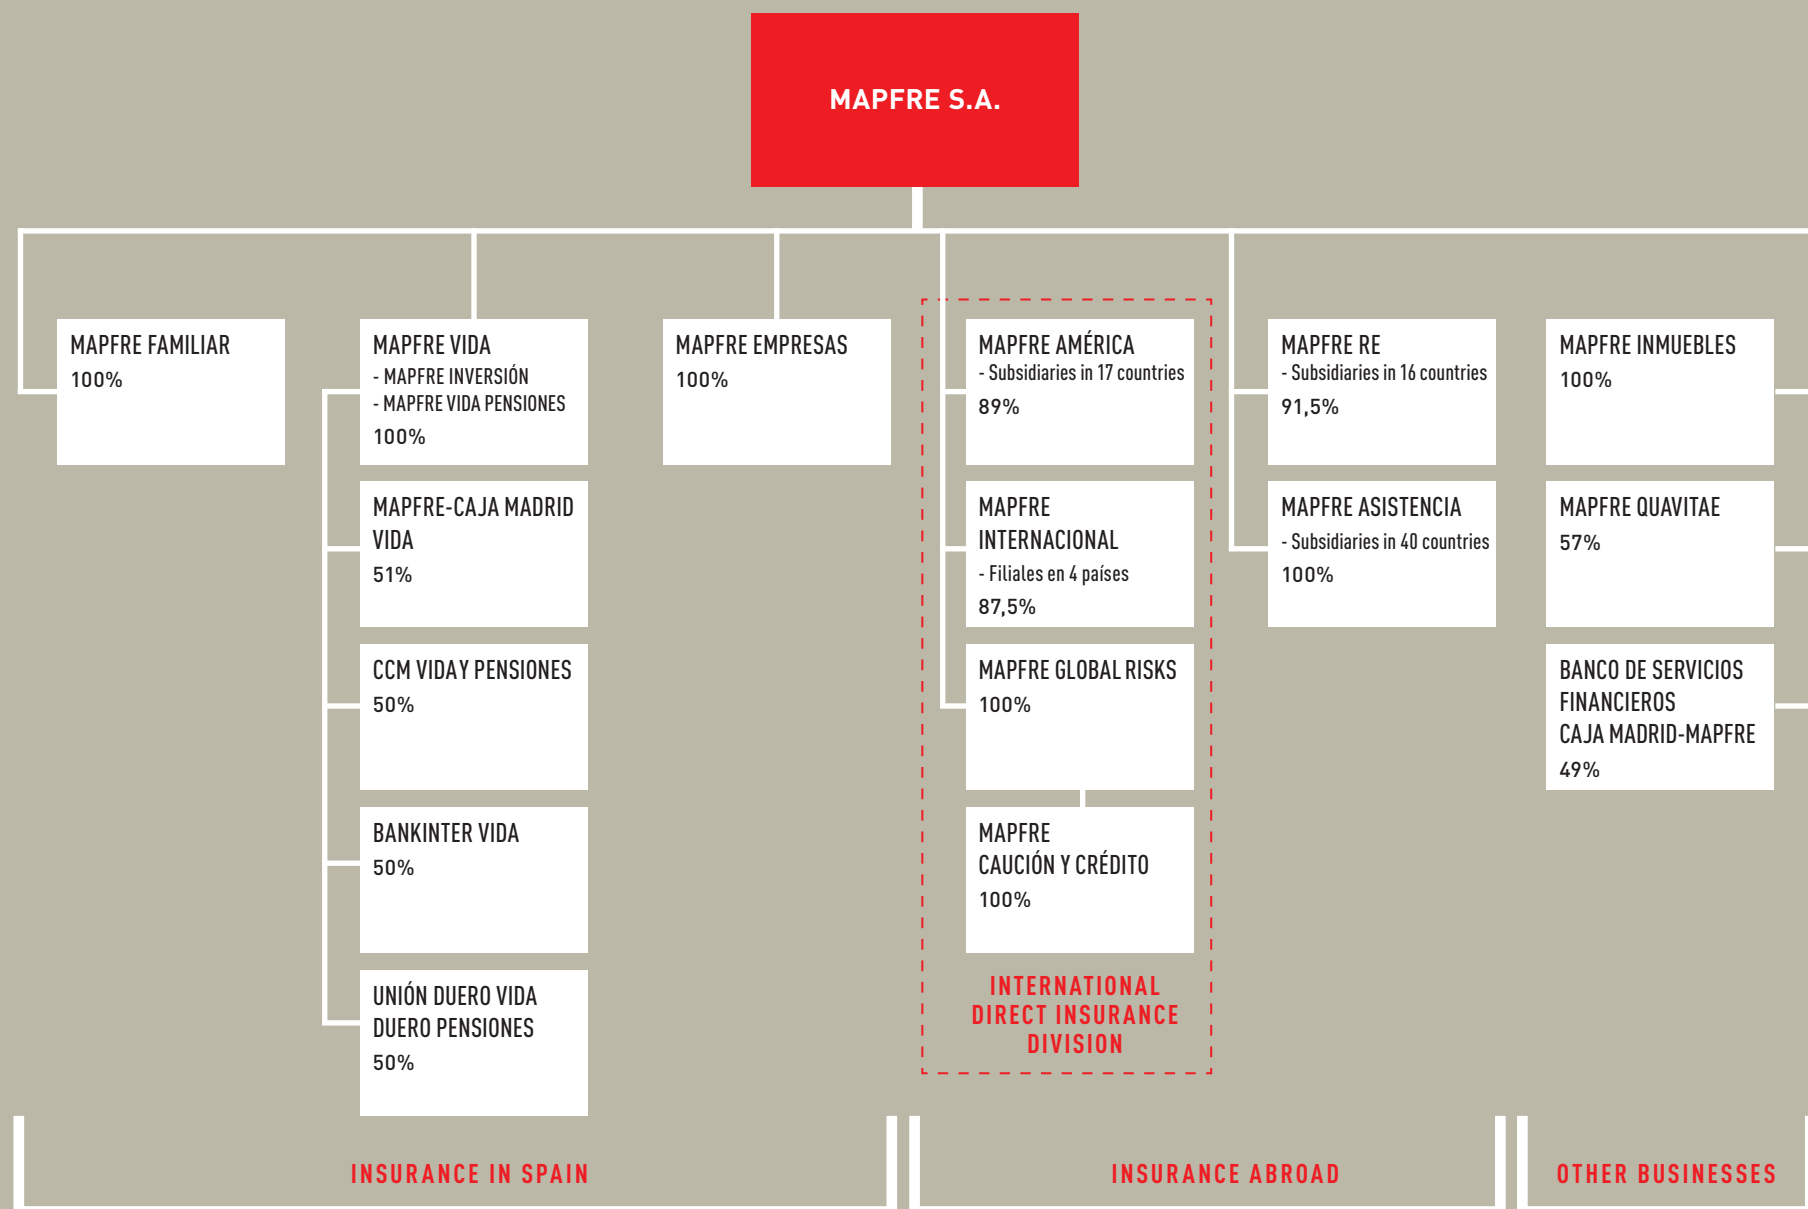 MAPFRE S.A.
MAPFRE FAMILIAR
100%
MAPFRE VIDA
- MAPFRE INVERSIÓN
- MAPFRE VIDA PENSIONES
100%
MAPFRE-CAJA MADRID
VIDA
51%
CCM VIDA Y PENSIONES
50%
BANKINTER VIDA
50%
UNIÓN DUERO VIDA
DUERO PENSIONES
50%
MAPFRE EMPRESAS
100%
INSURANCE IN SPAIN
MAPFRE AMÉRICA
- Subsidiaries in 17 countries
89%
MAPFRE
INTERNACIONAL
- Filiales en 4 países
87,5%
MAPFRE GLOBAL RISKS
100%
MAPFRE
CAUCIÓN Y CRÉDITO
100%
INTERNATIONAL
DIRECT INSURANCE
DIVISION
MAPFRE RE
- Subsidiaries in 16 countries
91,5%
MAPFRE ASISTENCIA
- Subsidiaries in 40 countries
100%
INSURANCE ABROAD
MAPFRE INMUEBLES
100%
MAPFRE QUAVITAE
57%
BANCO DE SERVICIOS
FINANCIEROS
CAJA MADRID-MAPFRE
49%
OTHER BUSINESSES